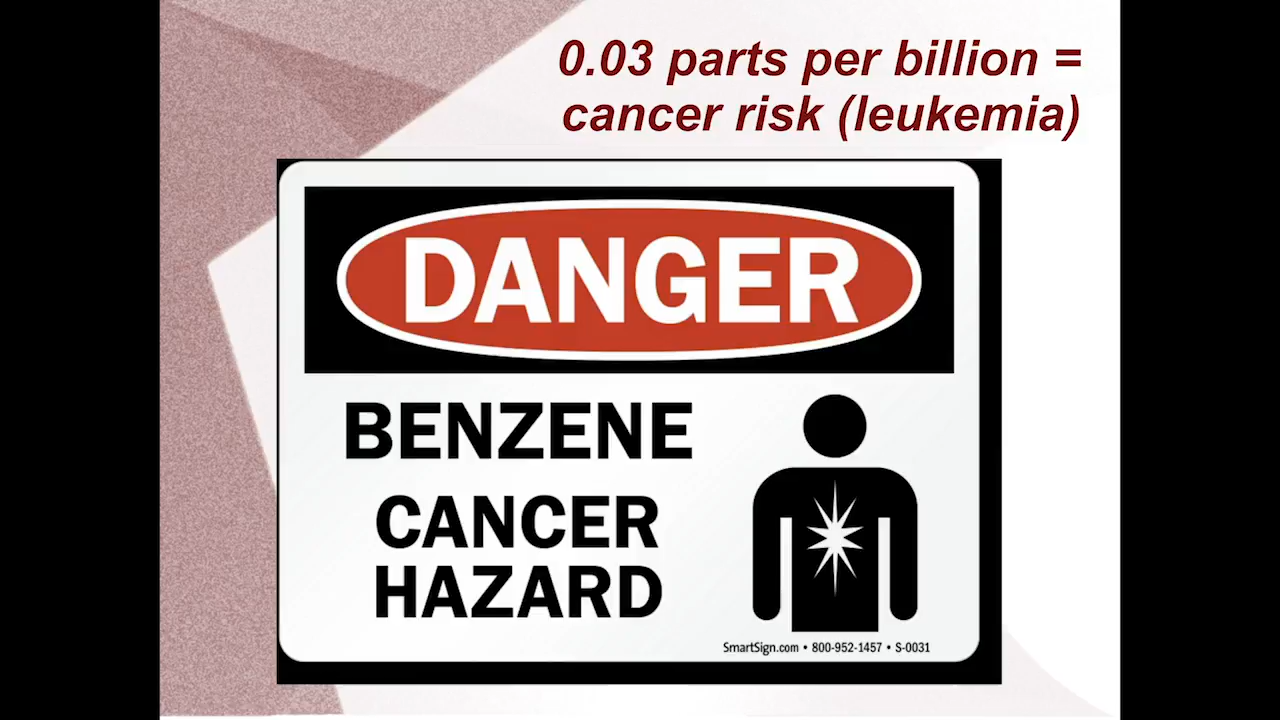 0.03 parts per billion =
cancer risk (leukemia)
DANGER
BENZENE
CANCER
HAZARD
SmartSign.com • 800-952-1457 • S-0031